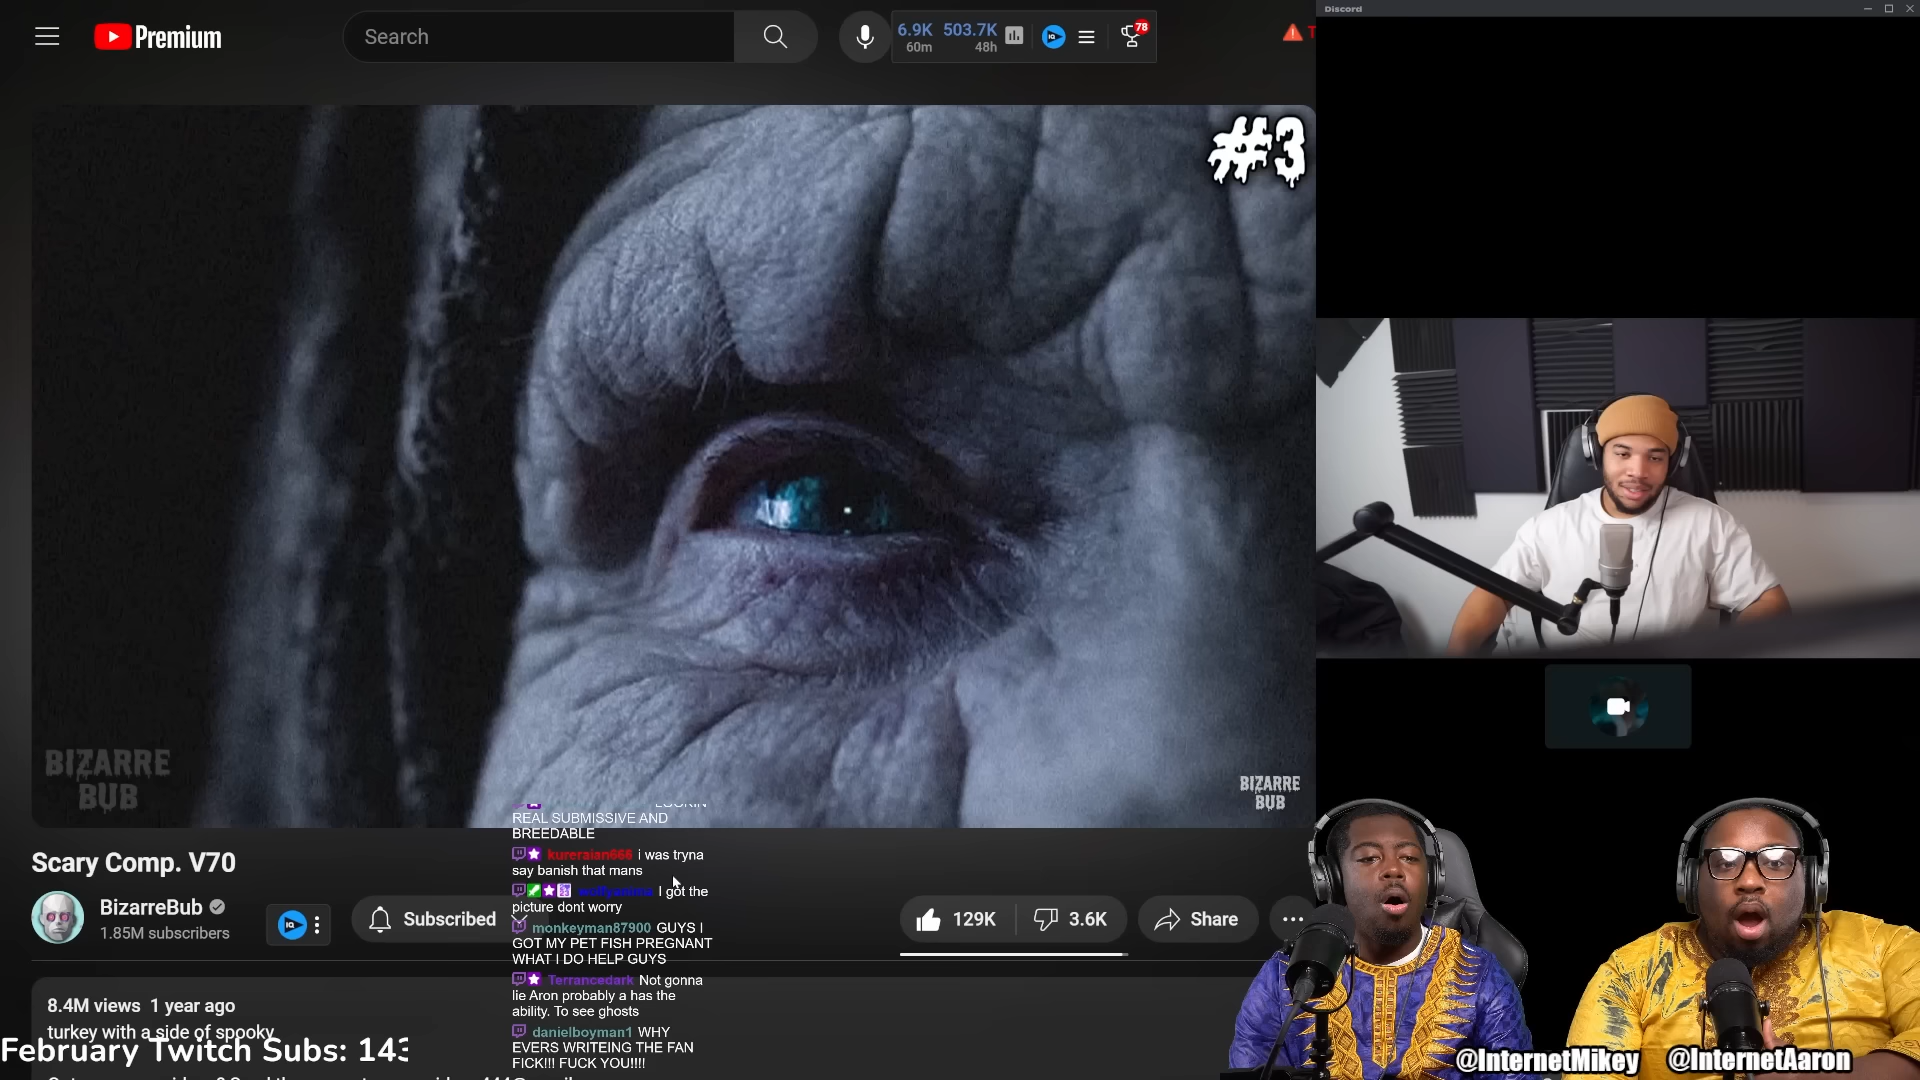 Premium
Search
6.9K 503.7K
60m 48h
78
Discord
#3
BIZARRE
BUB
BIZARRE
BUB
REAL SUBMISSIVE AND
BREEDABLE
kureraian666 i was tryna
say banish that mans
I got the
picture dont worry
monkeyman87900 GUYS I
GOT MY PET FISH PREGNANT
WHAT I DO HELP GUYS
Terrancedark Not gonna
lie Aron probably a has the
ability. To see ghosts
danielboyman1 WHY
EVERS WRITEING THE FAN
FICK!!! FUCK YOU!!!!
Scary Comp. V70
BizarreBub
1.85M subscribers
Subscribed
129K
3.6K
Share
8.4M views 1 year ago
turkey with a side of spooky
February Twitch Subs: 143
@InternetMikey
@InternetAaron